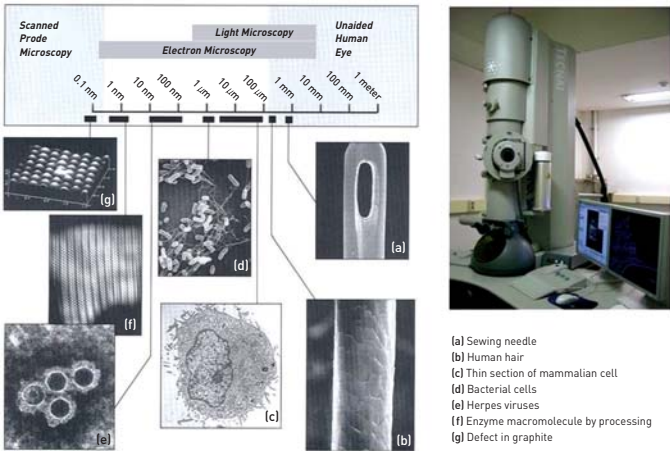 Scanned
Prode
Microscopy
Light Microscopy
Electron Microscopy
Unaided
Human
Eye
0.1 nm
1 nm
10 nm
100 nm
1 μm
10 μm
100 μm
1 mm
10 mm
100 mm
1 meter
(g)
(f)
(e)
(d)
(c)
(a)
(b)
(a) Sewing needle
(b) Human hair
(c) Thin section of mammalian cell
(d) Bacterial cells
(e) Herpes viruses
(f) Enzyme macromolecule by processing
(g) Defect in graphite